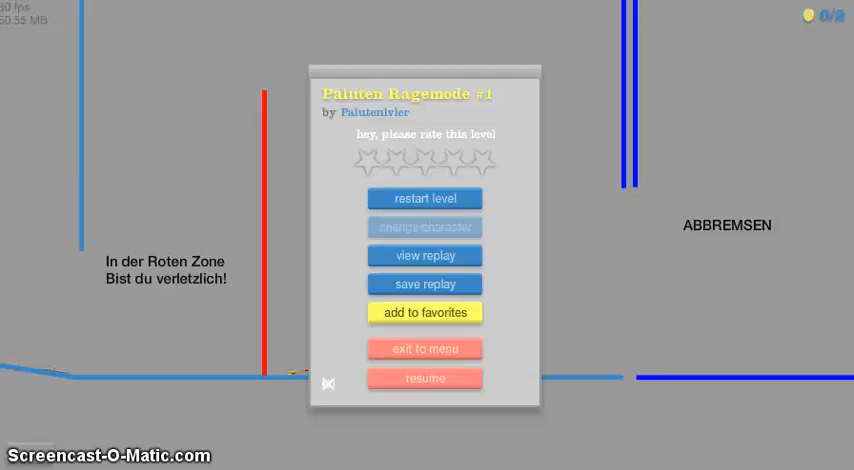 30 fps
50.55 MB
0/2
Paluten Ragemode #1
by Palutenlvler
hey, please rate this level
restart level
change character
view replay
save replay
add to favorites
exit to menu
resume
In der Roten Zone
Bist du verletzlich!
ABBREMSEN
Screencast-O-Matic.com